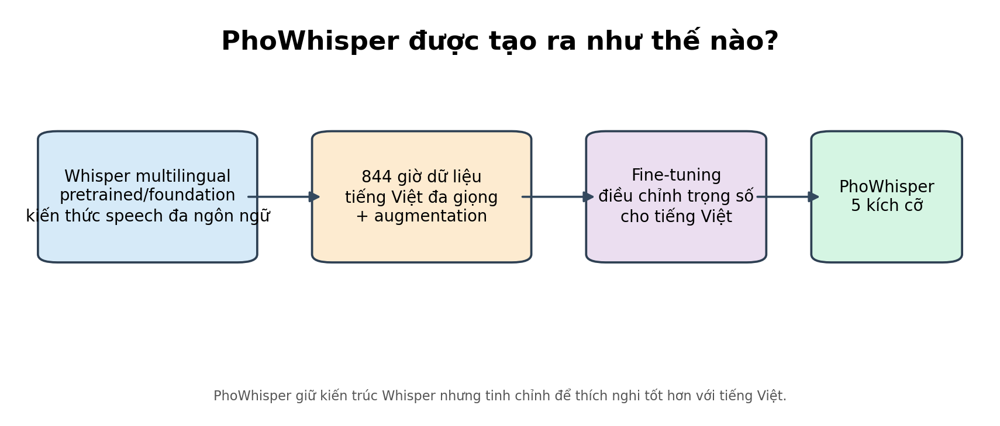 PhoWhisper được tạo ra như thế nào?
Whisper multilingual
pretrained/foundation
kiến thức speech đa ngôn ngữ
844 giờ dữ liệu
tiếng Việt đa giọng
+ augmentation
Fine-tuning
điều chỉnh trọng số
cho tiếng Việt
PhoWhisper
5 kích cỡ
PhoWhisper giữ kiến trúc Whisper nhưng tinh chỉnh để thích nghi tốt hơn với tiếng Việt.